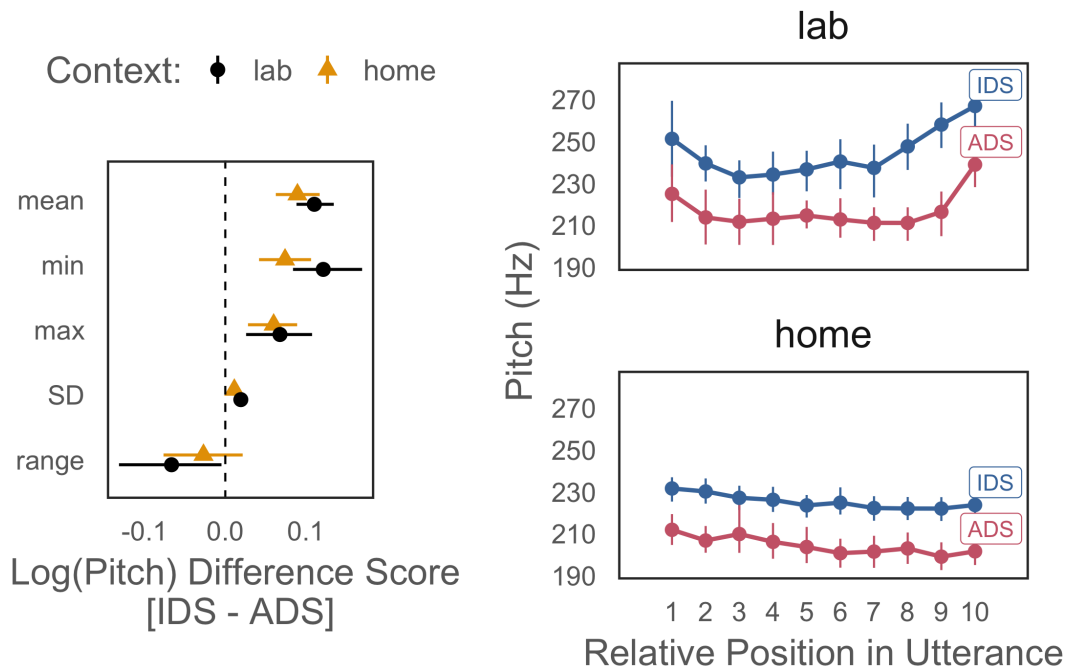 Context: lab home
mean
min
max
SD
range
-0.1 0.0 0.1
Log(Pitch) Difference Score
[IDS - ADS]
Pitch (Hz)
lab
270
250
230
210
190
IDS
ADS
home
270
250
230
210
190
IDS
ADS
1 2 3 4 5 6 7 8 9 10
Relative Position in Utterance